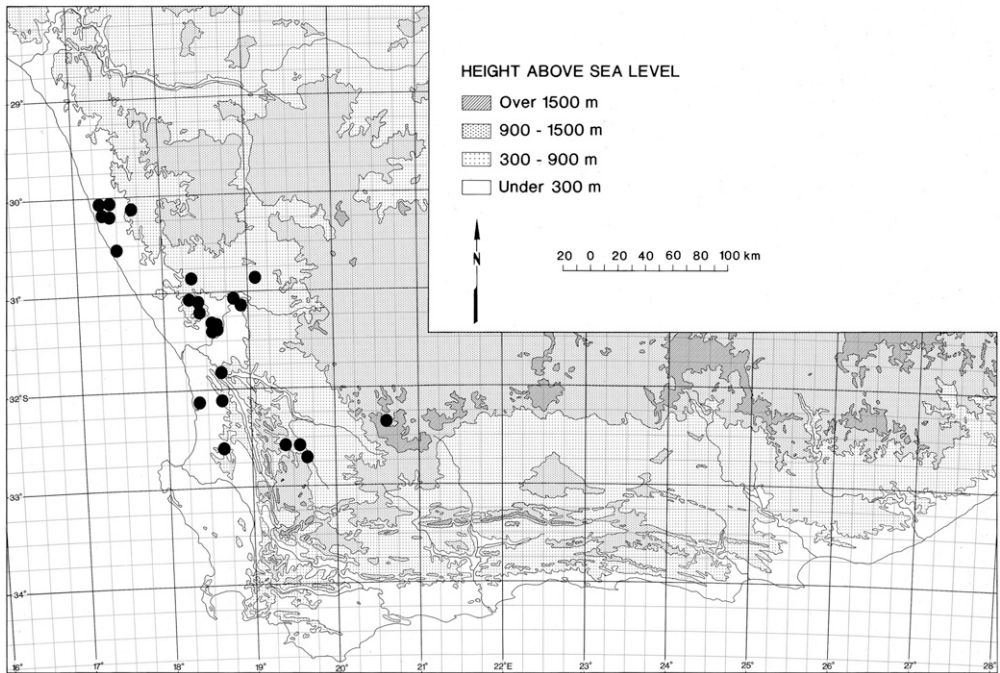 HEIGHT ABOVE SEA LEVEL
Over 1500 m
900 - 1500 m
300 - 900 m
Under 300 m
N
20 0 20 40 60 80 100 km
29°
30°
31°
32°S
33°
34°
16° 17° 18° 19° 20° 21° 22°E 23° 24° 25° 26° 27° 28°